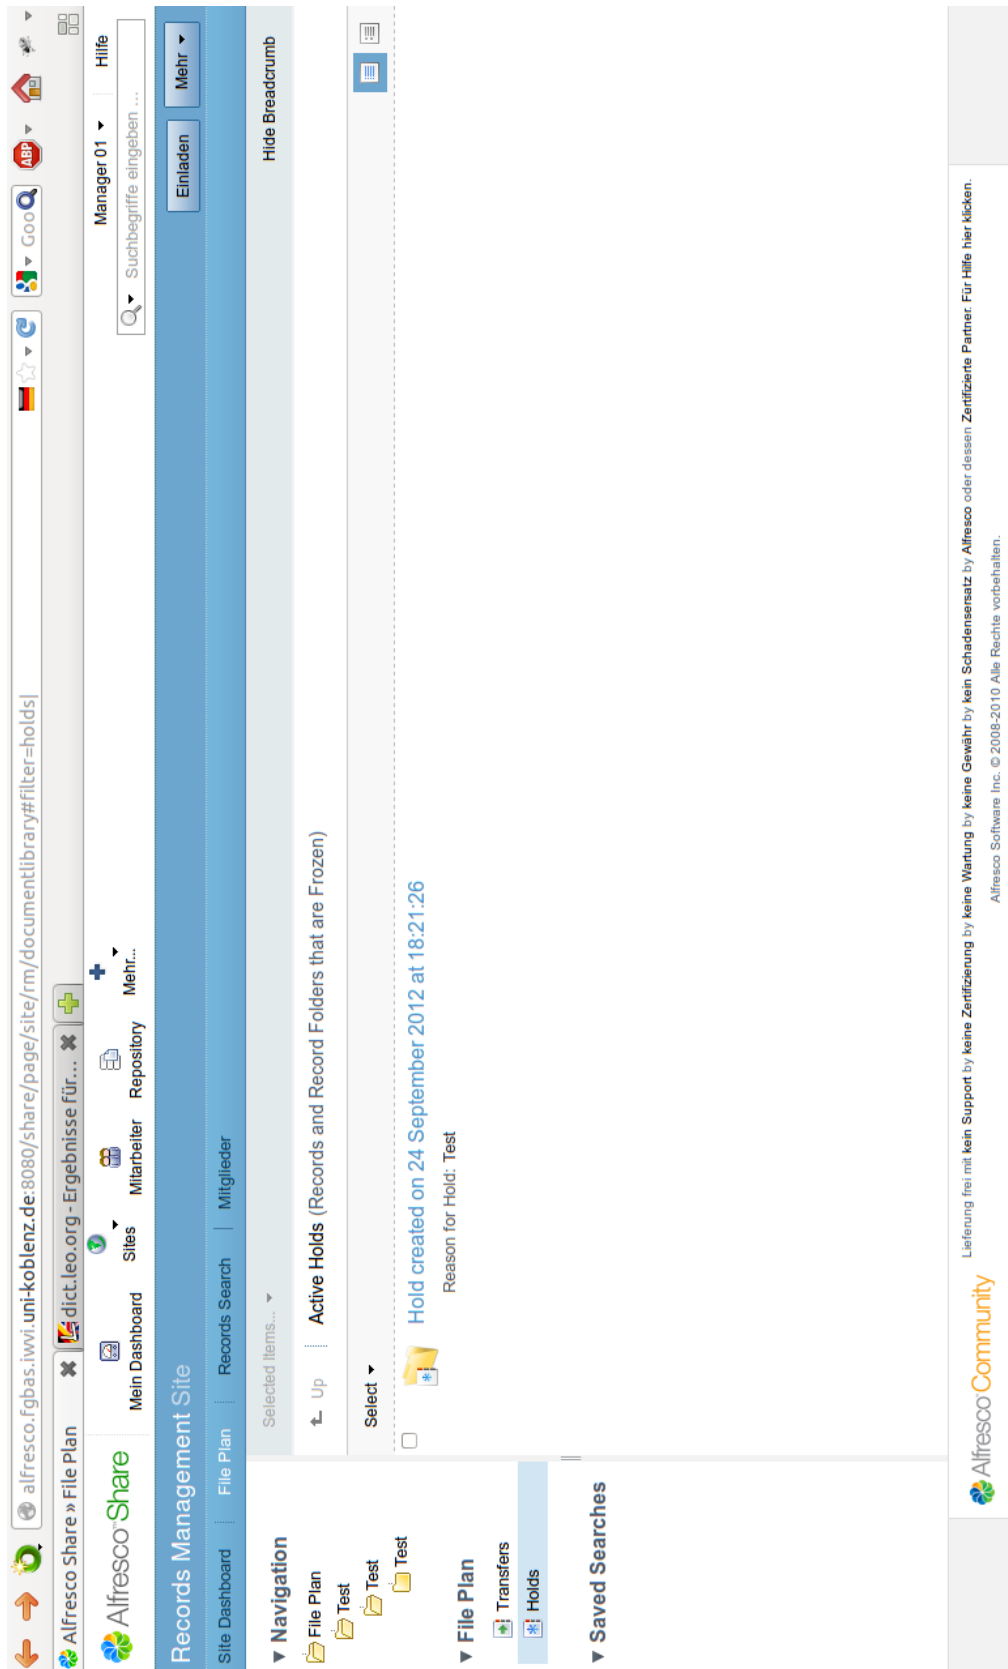 alfresco.fgbas.iwvi.uni-koblenz.de:8080/share/page/site/rm/documentlibrary#filter=holds|
Goo
ABP
Alfresco Share » File Plan
dict.leo.org - Ergebnisse für...
Alfresco Share
Mein Dashboard
Sites
Mitarbeiter
Repository
Mehr...
Manager 01
Hilfe
Suchbegriffe eingeben ...
Records Management Site
Einladen
Mehr
Site Dashboard
File Plan
Records Search
Mitglieder
Navigation
File Plan
Test
Test
Test
File Plan
Transfers
Holds
Saved Searches
Selected Items...
Hide Breadcrumb
Up
Active Holds (Records and Record Folders that are Frozen)
Select
Hold created on 24 September 2012 at 18:21:26
Reason for Hold: Test
Alfresco Community
Lieferung frei mit kein Support by keine Zertifizierung by keine Wartung by keine Gewähr by kein Schadensersatz by Alfresco oder dessen Zertifizierte Partner. Für Hilfe hier klicken.
Alfresco Software Inc. © 2008-2010 Alle Rechte vorbehalten.